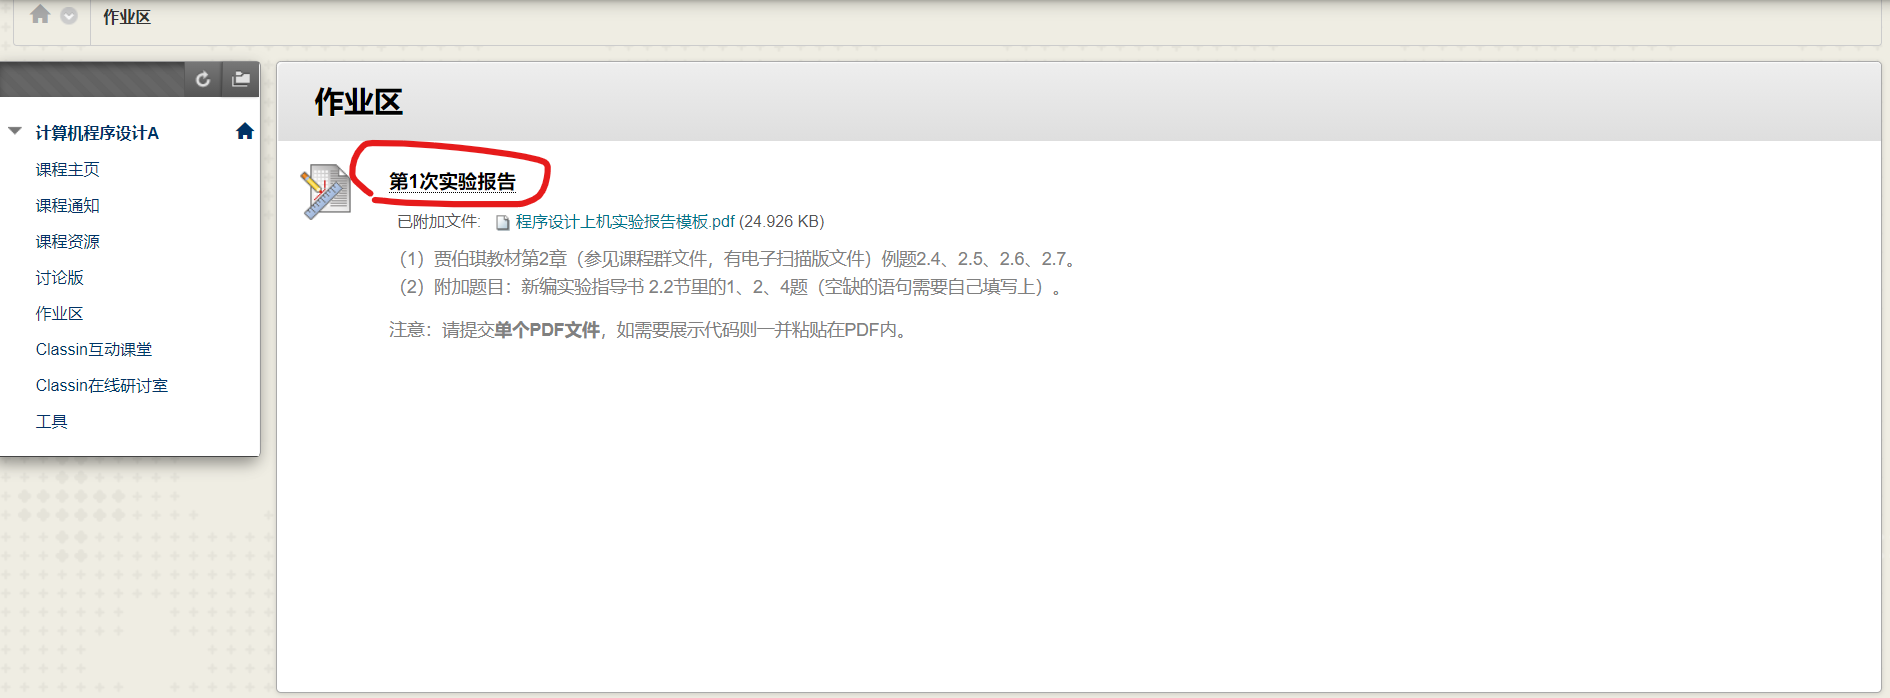 作业区
计算机程序设计A
课程主页
课程通知
课程资源
讨论版
作业区
Classin互动课堂
Classin在线研讨室
工具
作业区
第1次实验报告
已附加文件: 程序设计上机实验报告模板.pdf (24.926 KB)
（1）贾伯琪教材第2章（参见课程群文件，有电子扫描版文件）例题2.4、2.5、2.6、2.7。
（2）附加题目：新编实验指导书 2.2节里的1、2、4题（空缺的语句需要自己填写上）。
注意：请提交单个PDF文件，如需要展示代码则一并粘贴在PDF内。